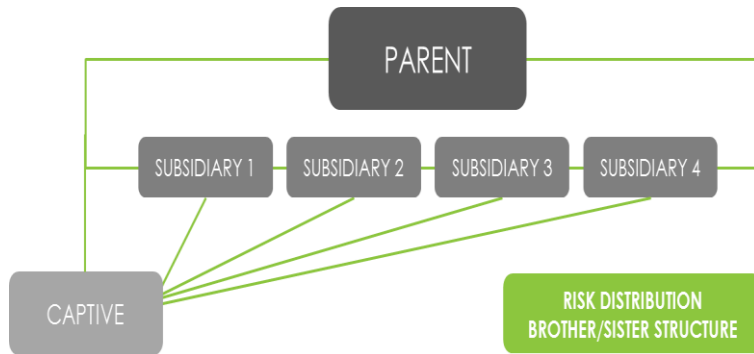 PARENT
SUBSIDIARY 1
SUBSIDIARY 2
SUBSIDIARY 3
SUBSIDIARY 4
CAPTIVE
RISK DISTRIBUTION
BROTHER/SISTER STRUCTURE